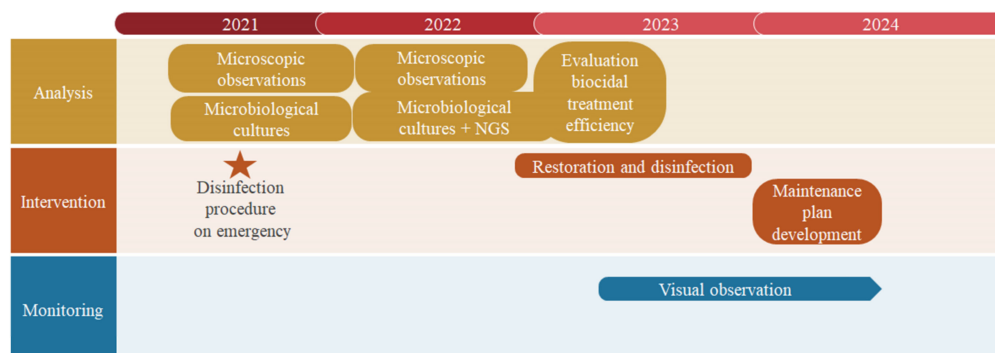 2021 2022 2023 2024
Analysis
Microscopic
observations
Microbiological
cultures
Microscopic
observations
Microbiological
cultures + NGS
Evaluation
biocidal
treatment
efficiency
Intervention
Disinfection
procedure
on emergency
Restoration and disinfection
Maintenance
plan
development
Monitoring
Visual observation